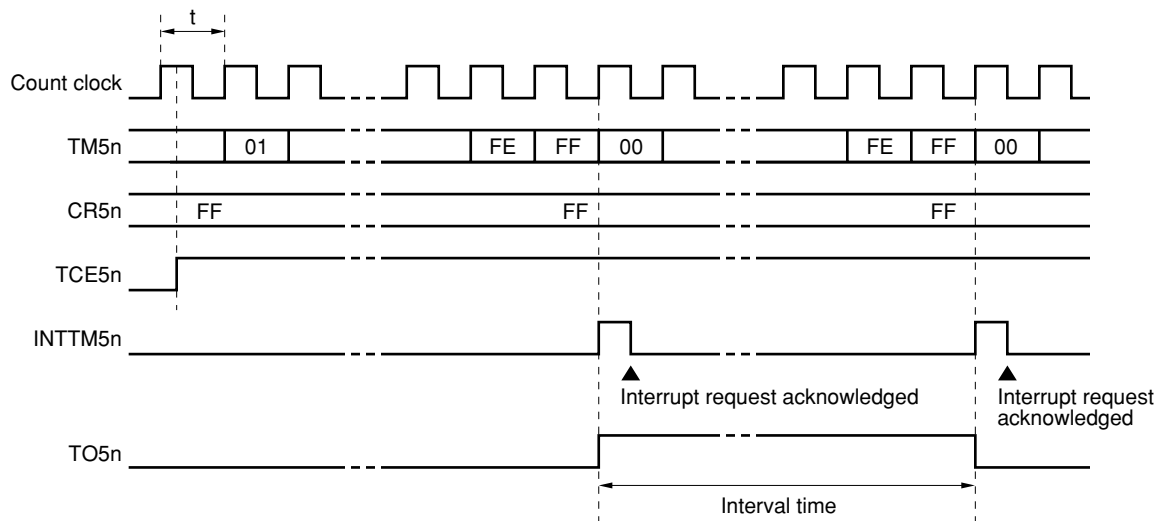 t
Count clock
TM5n 01 FE FF 00 FE FF 00
CR5n FF FF FF
TCE5n
INTTM5n
Interrupt request acknowledged
Interrupt request
acknowledged
TO5n
Interval time